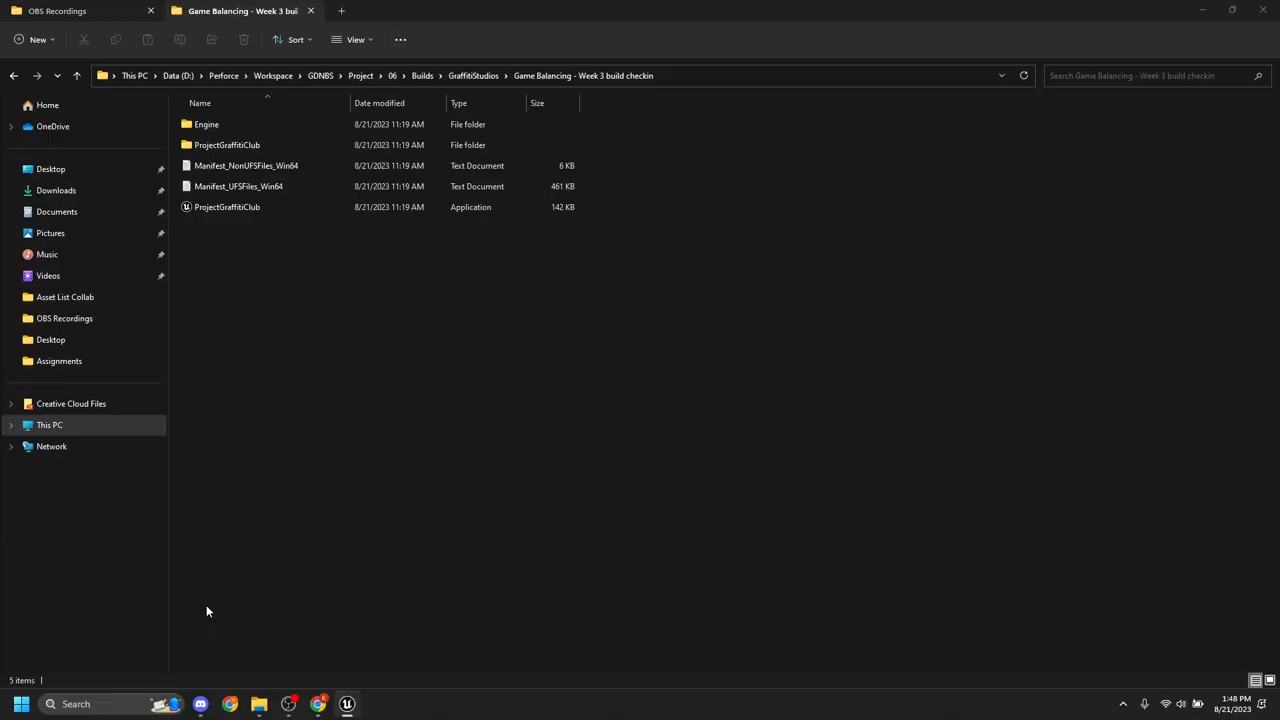 OBS Recordings
Game Balancing - Week 3 bui
New
Sort
View
This PC > Data (D:) > Perforce > Workspace > GDNBS > Project > 06 > Builds > GraffitiStudios > Game Balancing - Week 3 build checkin
Search Game Balancing - Week 3 build checkin
Name Date modified Type Size
Engine 8/21/2023 11:19 AM File folder
ProjectGraffitiClub 8/21/2023 11:19 AM File folder
Manifest_NonUFSFiles_Win64 8/21/2023 11:19 AM Text Document 6 KB
Manifest_UFSFiles_Win64 8/21/2023 11:19 AM Text Document 461 KB
ProjectGraffitiClub 8/21/2023 11:19 AM Application 142 KB
Home
OneDrive
Desktop
Downloads
Documents
Pictures
Music
Videos
Asset List Collab
OBS Recordings
Desktop
Assignments
Creative Cloud Files
This PC
Network
5 items
Search
1:48 PM
8/21/2023